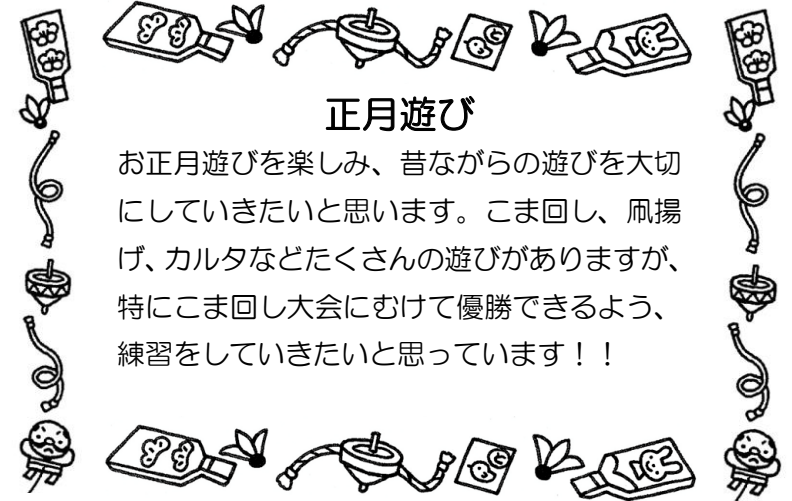 正月遊び
お正月遊びを楽しみ、昔ながらの遊びを大切
にしていきたいと思います。こま回し、凧揚
げ、カルタなどたくさんの遊びがありますが、
特にこま回し大会にむけて優勝できるよう、
練習をしていきたいと思っています！！